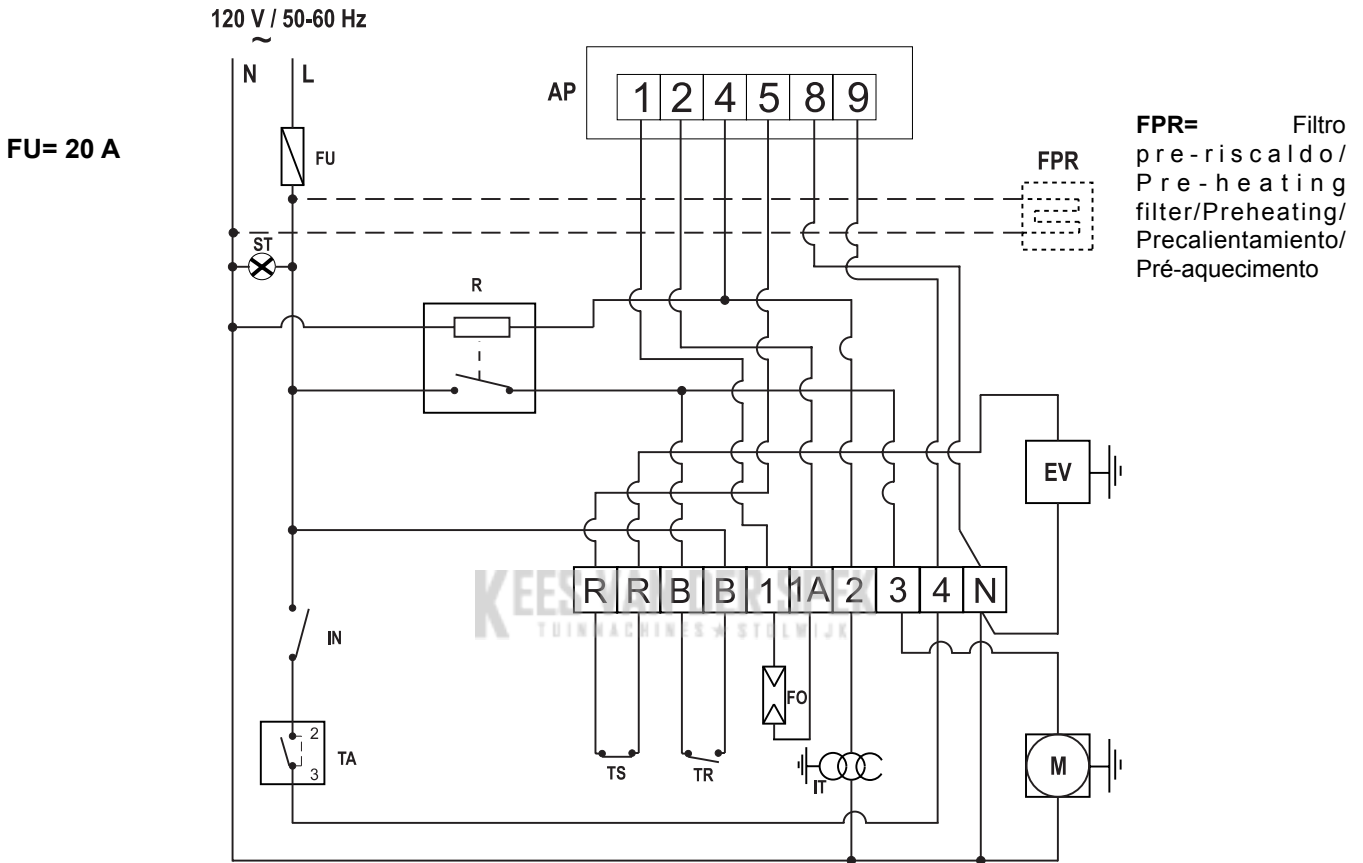 120 V / 50-60 Hz
~
N L
AP
1 2 4 5 8 9
FU= 20 A
FU
FPR
FPR= Filtro
pre-riscaldo/
Pre-heating
filter/Preheating/
Precalientamiento/
Pré-aquecimento
ST
R
EV
R R B B 1 1A 2 3 4 N
KEES VAN DER SPEK
TUINMACHINES ★ STOLWIJK
IN
FO
2
TA
3
TS
TR
IT
M